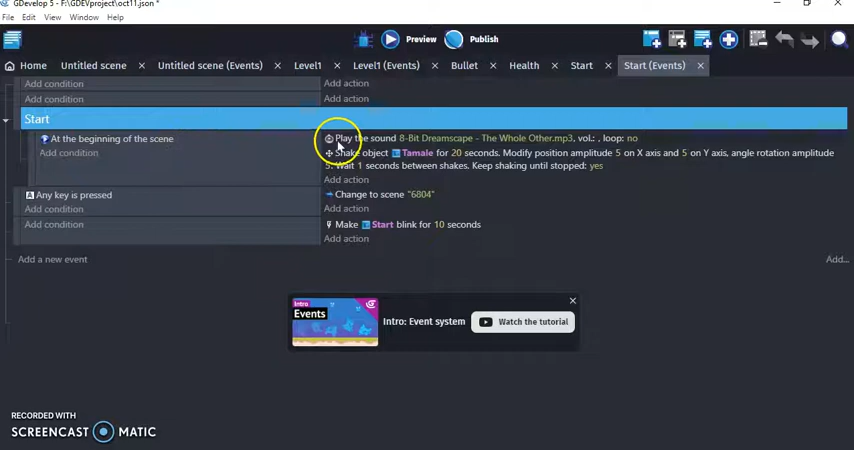 GDevelop 5 - F:\GDEVproject\oct11.json *
File Edit View Window Help
Preview Publish
Home Untitled scene × Untitled scene (Events) × Level1 × Level1 (Events) × Bullet × Health × Start × Start (Events) ×
Add condition Add action
Add condition Add action
Start
At the beginning of the scene Play the sound 8-Bit Dreamscape - The Whole Other.mp3, vol.: , loop: no
Add condition Shake object Tamale for 20 seconds. Modify position amplitude 5 on X axis and 5 on Y axis, angle rotation amplitude
5. Wait 1 seconds between shakes. Keep shaking until stopped: yes
Add action
Any key is pressed Change to scene "6804"
Add condition Add action
Add condition Make Start blink for 10 seconds
Add action
Add a new event Add...
Intro
Events
Intro: Event system Watch the tutorial
RECORDED WITH
SCREENCAST MATIC